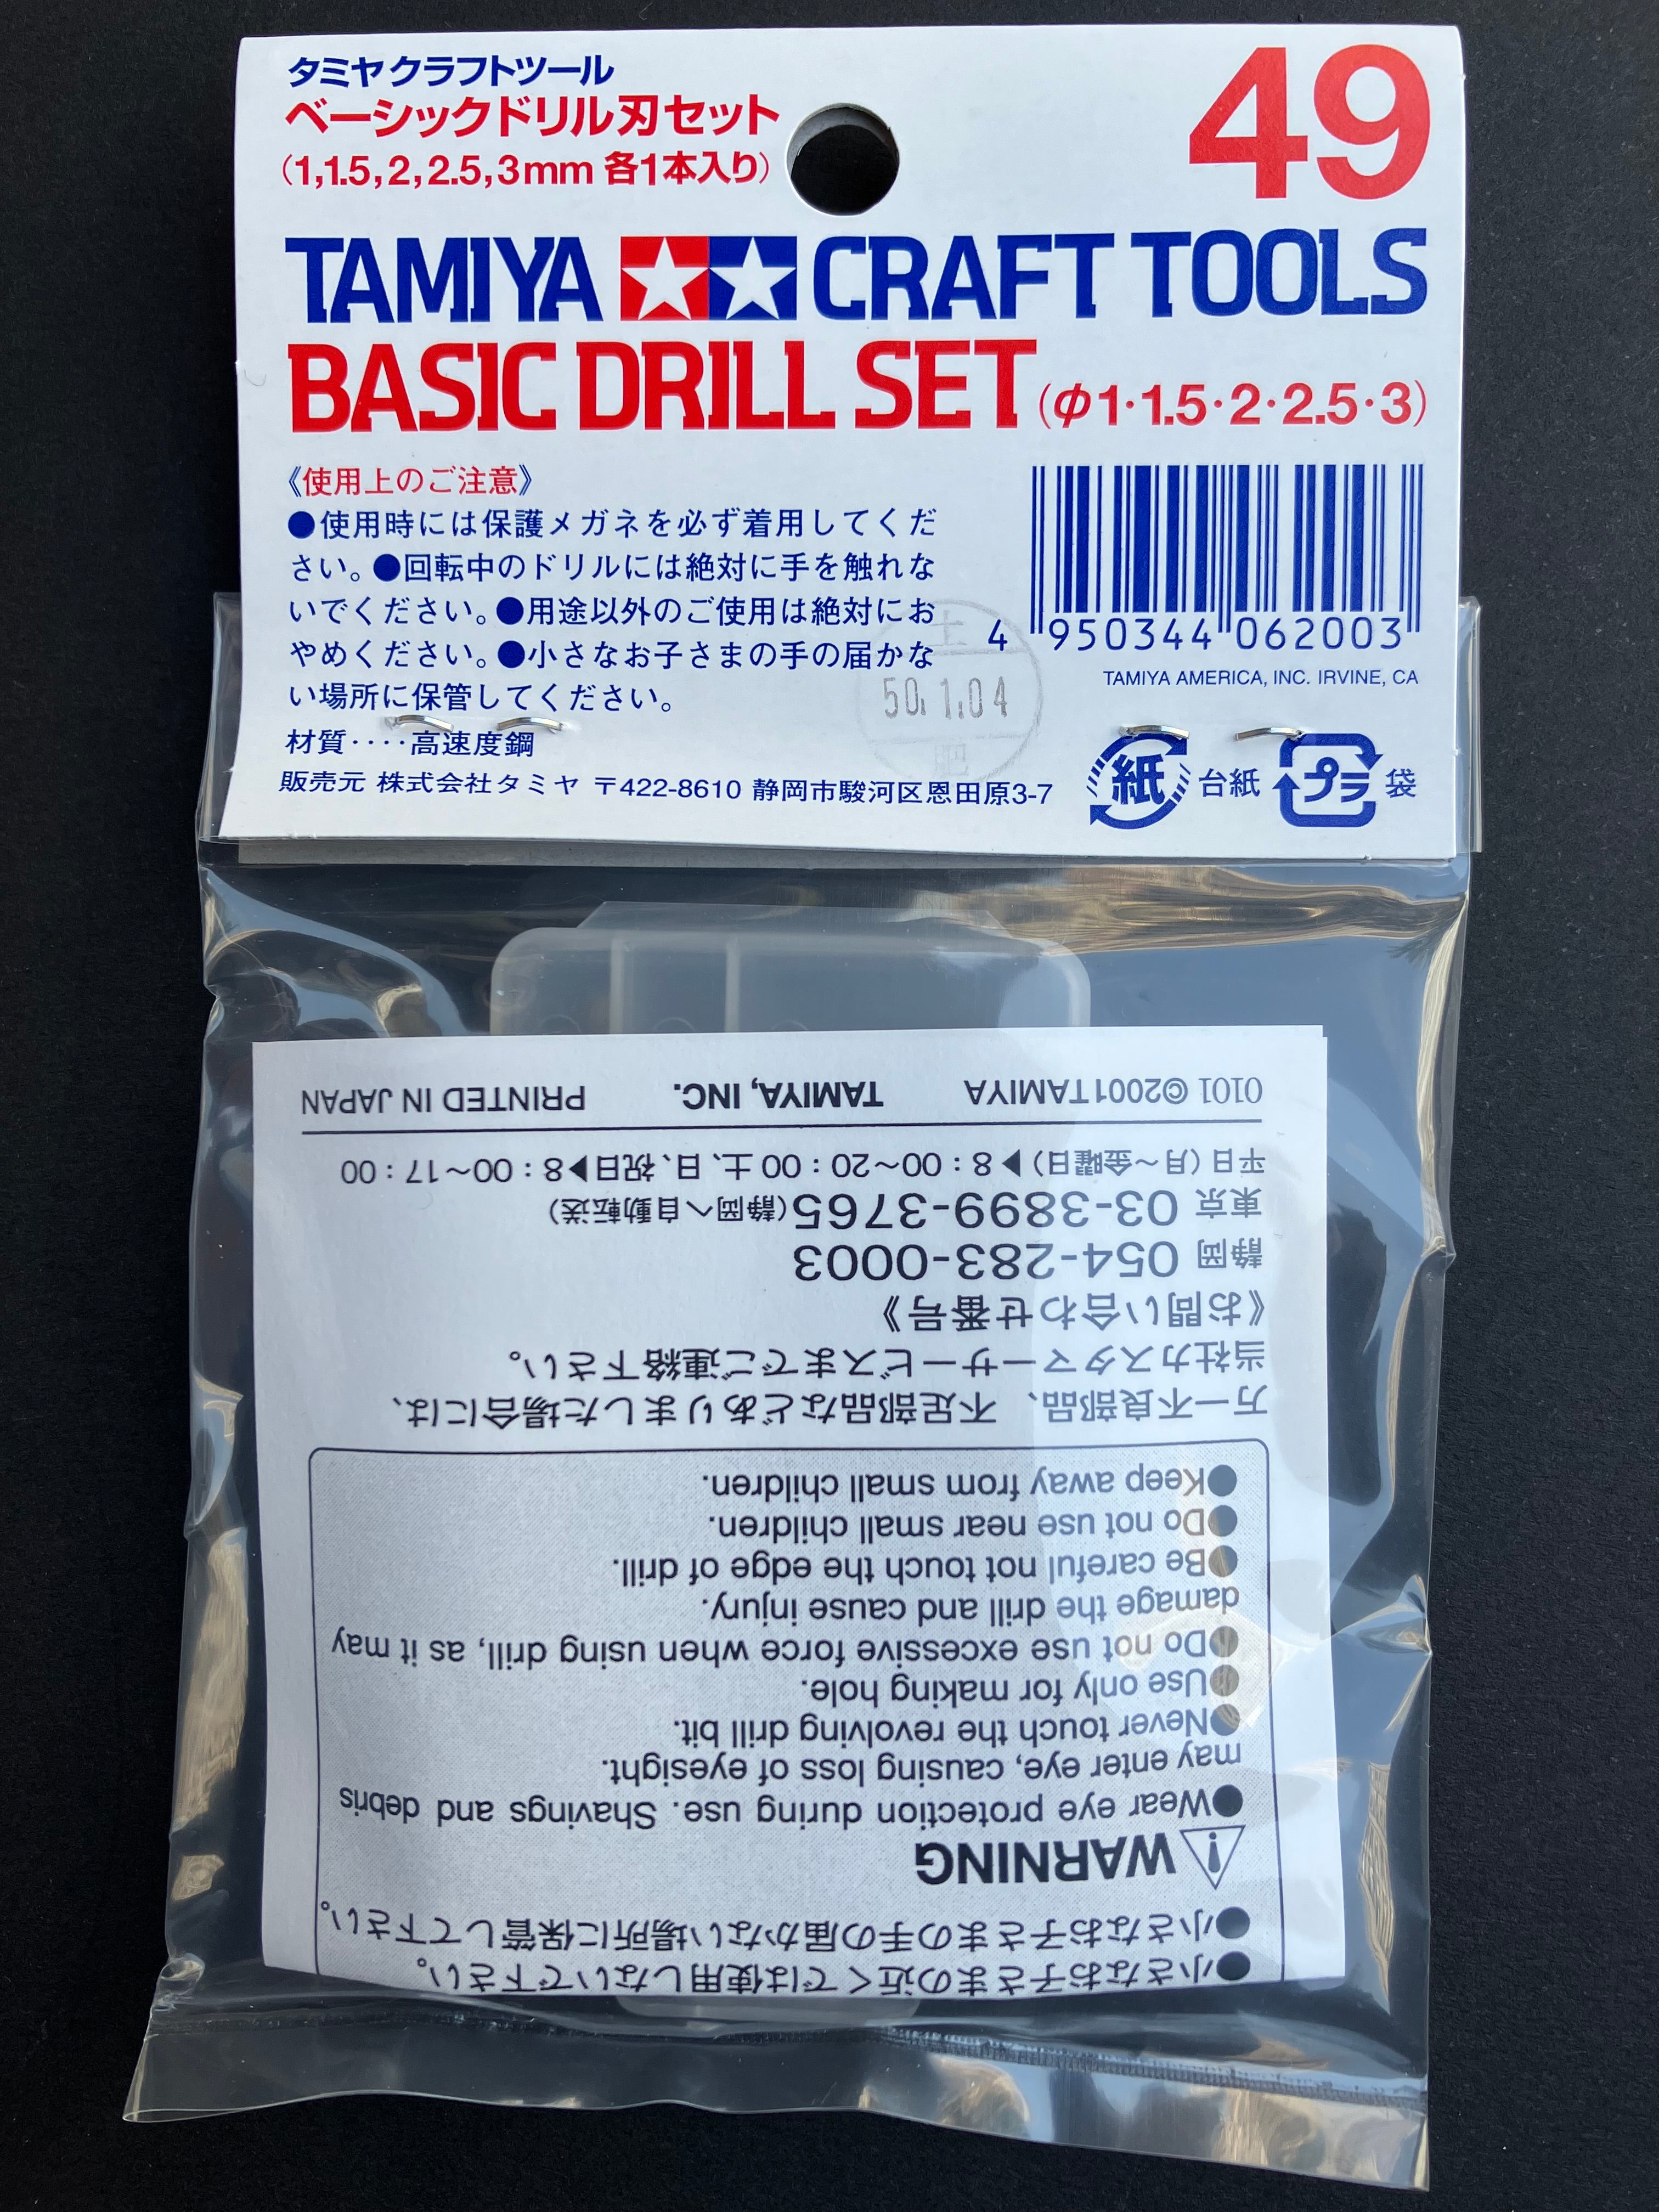 タミヤクラフトツール
ベーシックドリル刃セット
(1,1.5,2,2.5,3mm 各1本入り)
49
TAMIYA CRAFT TOOLS
BASIC DRILL SET (φ1·1.5·2·2.5·3)
《使用上のご注意》
●使用時には保護メガネを必ず着用してくだ
さい。●回転中のドリルには絶対に手を触れな
いでください。●用途以外のご使用は絶対にお
やめください。●小さなお子さまの手の届かな
い場所に保管してください。
材質‥‥高速度鋼
販売元 株式会社タミヤ 〒422-8610 静岡市駿河区恩田原3-7
4 950344 062003
TAMIYA AMERICA, INC. IRVINE, CA
50.1.04
紙 台紙 プラ 袋
●小さなお子さまの近くでは使用しないで下さい。
●小さなお子さまの手の届かない場所に保管して下さい。
WARNING
●Wear eye protection during use. Shavings and debris
may enter eye, causing loss of eyesight.
●Never touch the revolving drill bit.
●Use only for making hole.
●Do not use excessive force when using drill, as it may
damage the drill and cause injury.
●Be careful not touch the edge of drill.
●Do not use near small children.
●Keep away from small children.
万一不良部品、不足部品などありました場合には、
当社カスタマーサービスまでご連絡下さい。
《お問い合わせ番号》
静岡 054-283-0003
東京 03-3899-3765(静岡へ自動転送)
平日(月～金曜日)▶8：00～20：00 土、日、祝日▶8：00～17：00
0101 ©2001TAMIYA TAMIYA, INC. PRINTED IN JAPAN